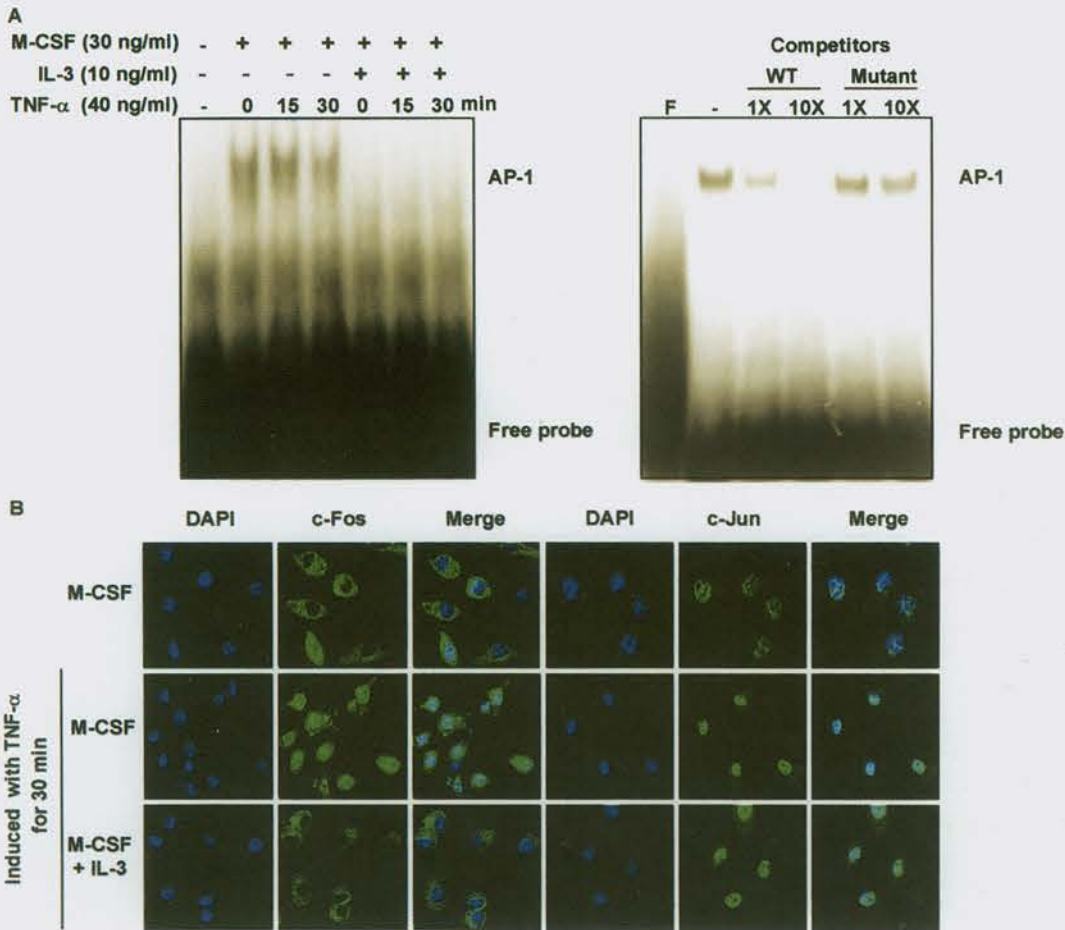 A
M-CSF (30 ng/ml) - + + + + + +
IL-3 (10 ng/ml) - - - - + + +
TNF-α (40 ng/ml) - 0 15 30 0 15 30 min
AP-1
Free probe
Competitors
WT Mutant
F - 1X 10X 1X 10X
AP-1
Free probe
B
DAPI c-Fos Merge DAPI c-Jun Merge
M-CSF
Induced with TNF-α
for 30 min
M-CSF
M-CSF
+ IL-3